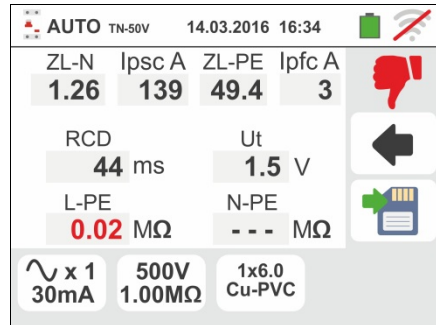 AUTO TN-50V 14.03.2016 16:34
ZL-N Ipsc A ZL-PE Ipfc A
1.26 139 49.4 3
RCD Ut
44 ms 1.5 V
L-PE N-PE
0.02 MΩ - - - MΩ
x 1 500V 1x6.0
30mA 1.00MΩ Cu-PVC